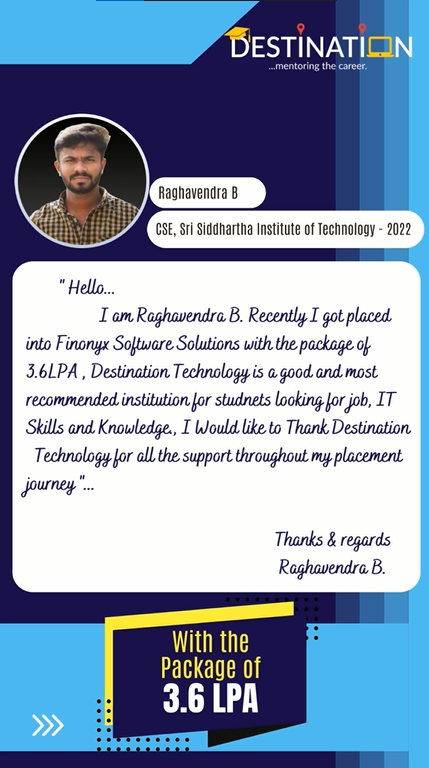 DESTINATION
...mentoring the career.
Raghavendra B
CSE, Sri Siddhartha Institute of Technology - 2022
" Hello...
I am Raghavendra B. Recently I got placed
into Finonyx Software Solutions with the package of
3.6LPA , Destination Technology is a good and most
recommended institution for studnets looking for job, IT
Skills and Knowledge., I Would like to Thank Destination
Technology for all the support throughout my placement
journey "...
Thanks & regards
Raghavendra B.
With the
Package of
3.6 LPA